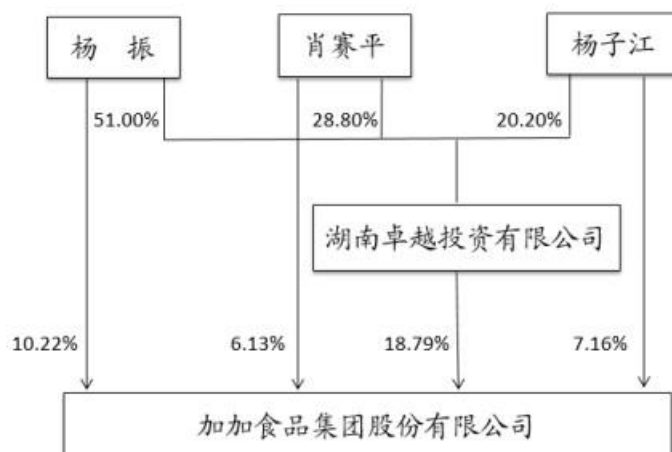 杨 振
肖赛平
杨子江
51.00%
28.80%
20.20%
湖南卓越投资有限公司
10.22%
6.13%
18.79%
7.16%
加加食品集团股份有限公司